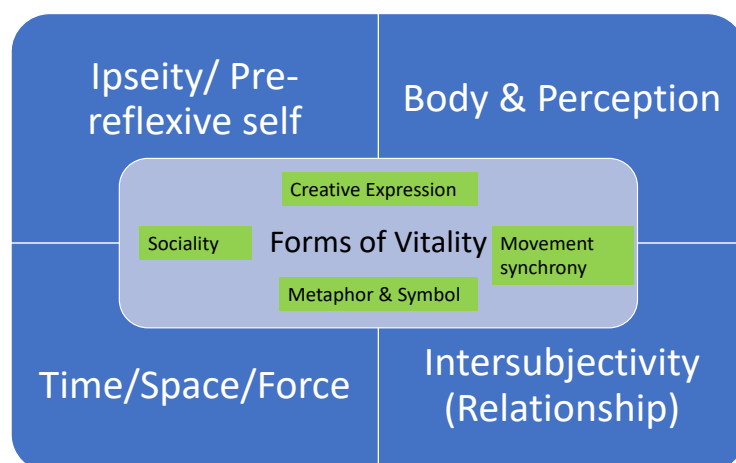 Ipseity/ Pre-
reflexive self
Body & Perception
Creative Expression
Sociality
Forms of Vitality
Movement
synchrony
Metaphor & Symbol
Time/Space/Force
Intersubjectivity
(Relationship)